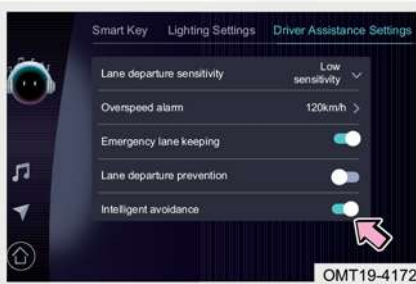 Smart Key Lighting Settings Driver Assistance Settings
Lane departure sensitivity Low sensitivity
Overspeed alarm 120km/h
Emergency lane keeping
Lane departure prevention
Intelligent avoidance
OMT19-4172